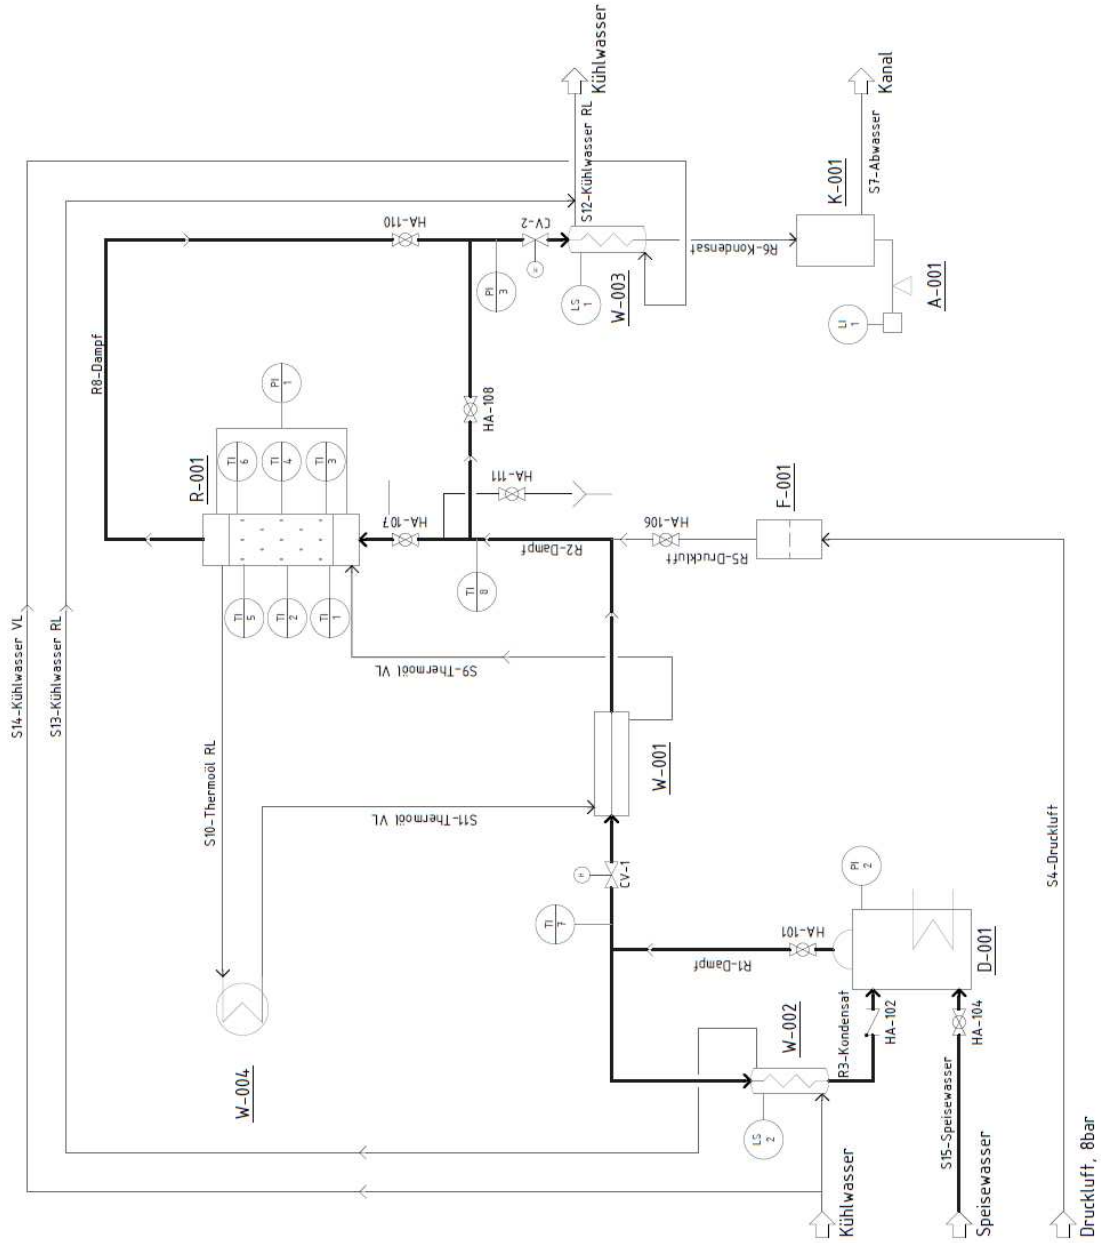 S14-Kühlwasser VL
S13-Kühlwasser RL
R8-Dampf
HA-110
PI
3
CV-2
M
S12-Kühlwasser RL
Kühlwasser
LS
1
W-003
R6-Kondensat
K-001
S7-Abwasser
Kanal
LI
1
A-001
R-001
PI
1
TI
6
TI
4
TI
3
TI
5
TI
2
TI
1
HA-107
HA-108
HA-111
R2-Dampf
TI
8
HA-106
R5-Druckluft
F-001
S10-Thermoöl RL
S9-Thermoöl VL
S11-Thermoöl VL
W-001
W-004
CV-1
TI
7
HA-101
R1-Dampf
PI
2
D-001
R3-Kondensat
HA-102
HA-104
W-002
LS
2
S4-Druckluft
S15-Speisewasser
Kühlwasser
Speisewasser
Druckluft, 8bar